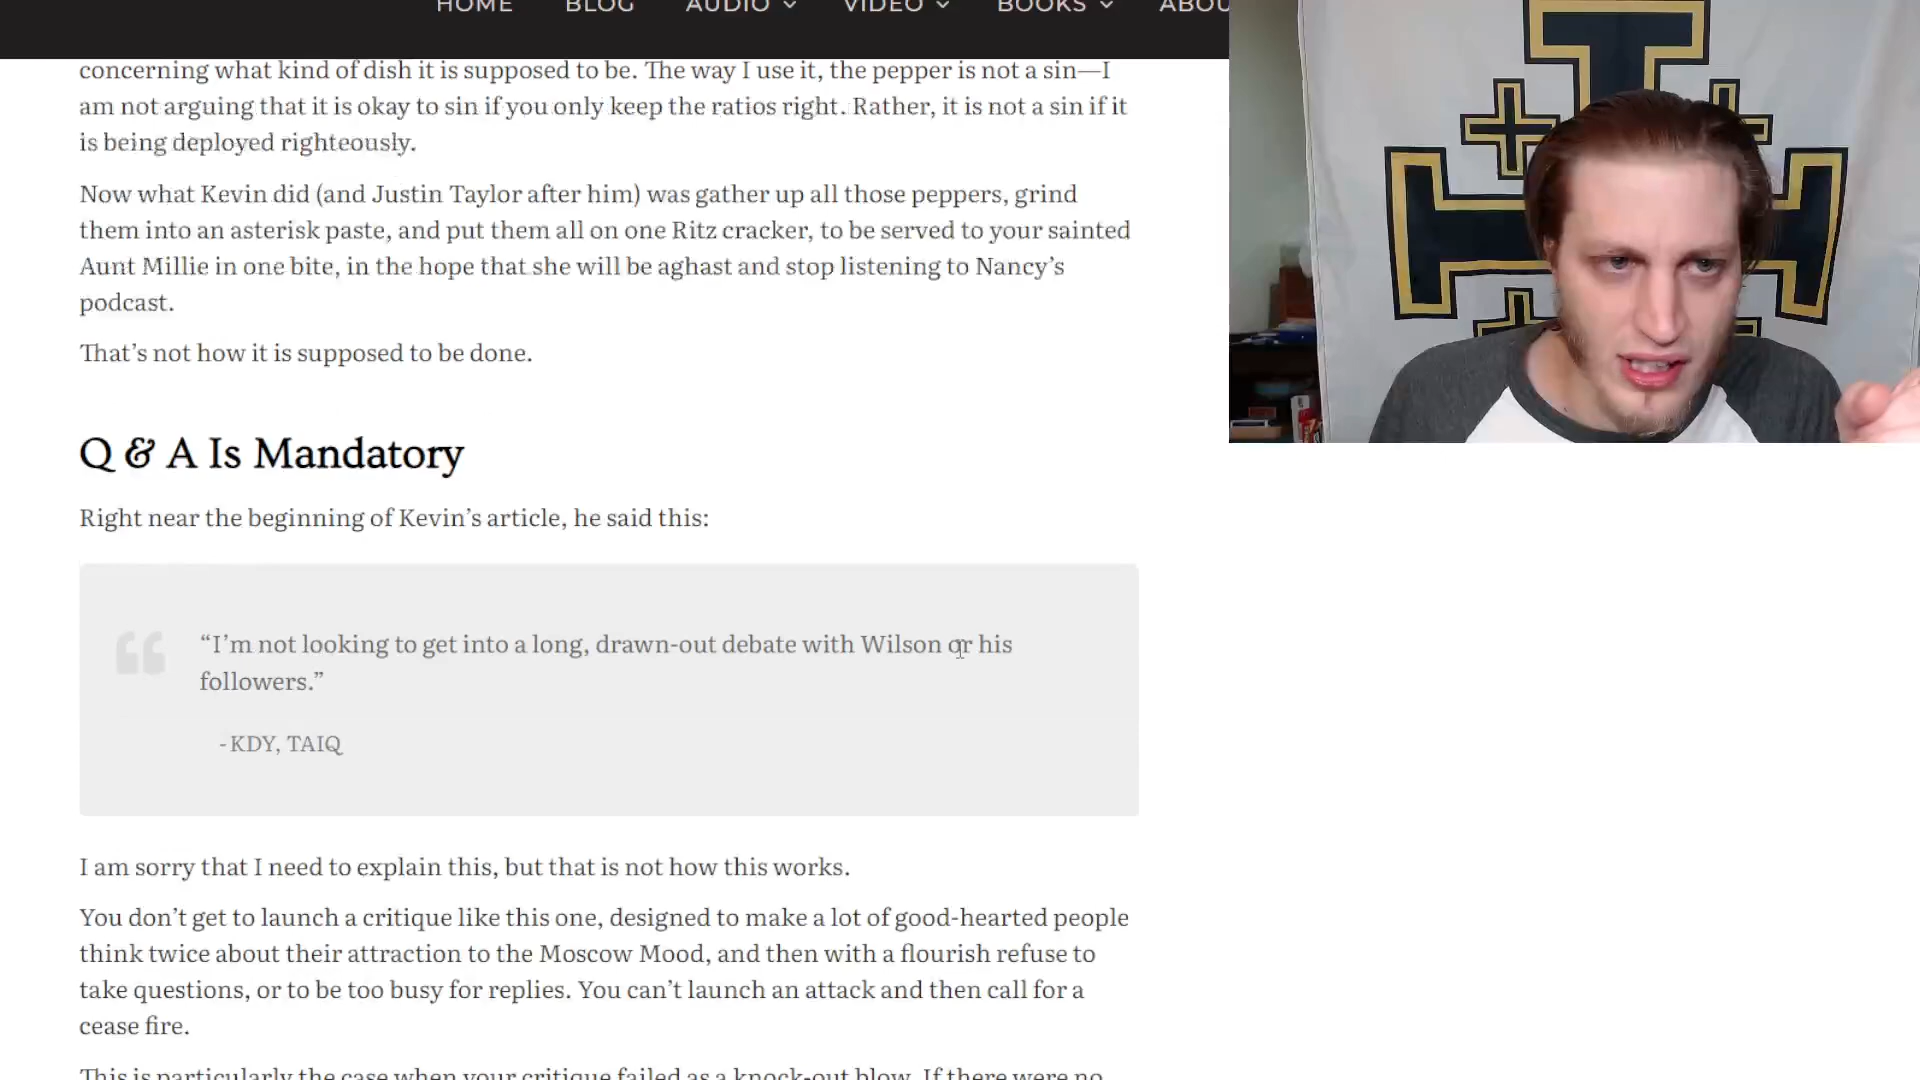 HOME BLOG AUDIO VIDEO BOOKS ABOU
concerning what kind of dish it is supposed to be. The way I use it, the pepper is not a sin—I
am not arguing that it is okay to sin if you only keep the ratios right. Rather, it is not a sin if it
is being deployed righteously.
Now what Kevin did (and Justin Taylor after him) was gather up all those peppers, grind
them into an asterisk paste, and put them all on one Ritz cracker, to be served to your sainted
Aunt Millie in one bite, in the hope that she will be aghast and stop listening to Nancy’s
podcast.
That’s not how it is supposed to be done.
Q & A Is Mandatory
Right near the beginning of Kevin’s article, he said this:
“I’m not looking to get into a long, drawn-out debate with Wilson or his
followers.”
-KDY, TAIQ
I am sorry that I need to explain this, but that is not how this works.
You don’t get to launch a critique like this one, designed to make a lot of good-hearted people
think twice about their attraction to the Moscow Mood, and then with a flourish refuse to
take questions, or to be too busy for replies. You can’t launch an attack and then call for a
cease fire.
This is particularly the case when your critique failed as a knock-out blow. If there were no